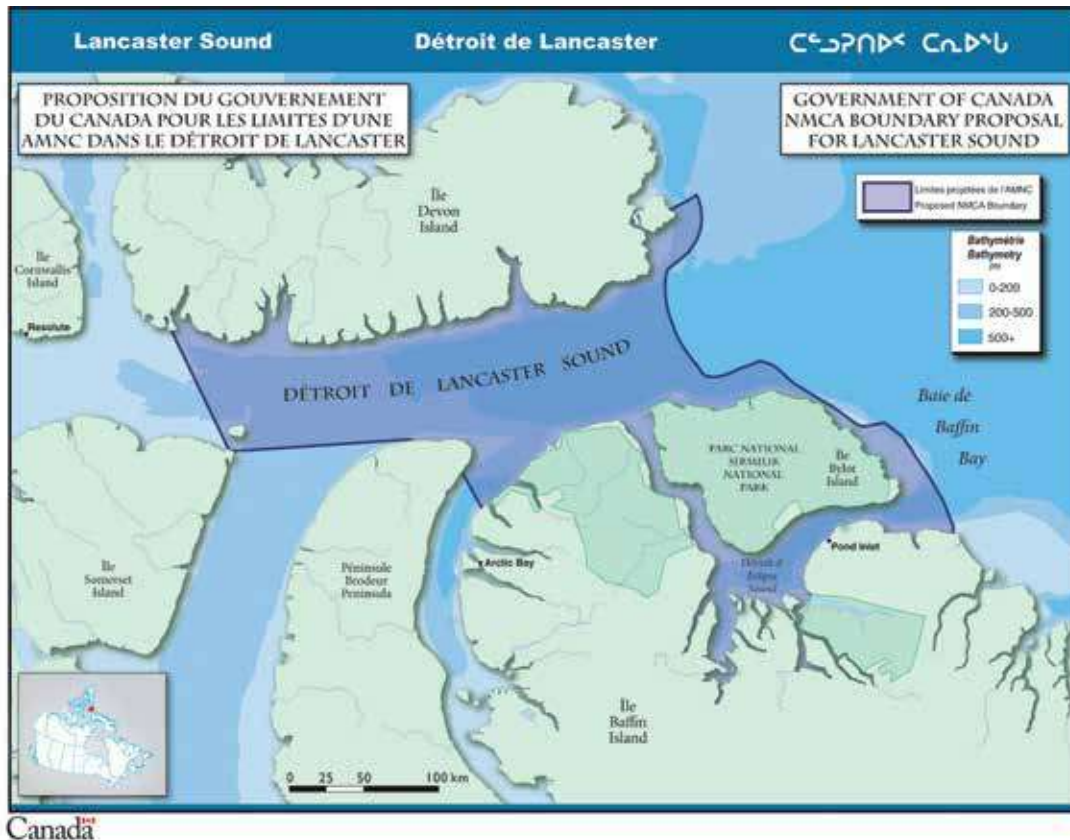 Lancaster Sound
Détroit de Lancaster
ᑕᓪᓗᕈᑎᐅᑉ ᑕᕆᐅᖓ
PROPOSITION DU GOUVERNEMENT
DU CANADA POUR LES LIMITES D'UNE
AMNC DANS LE DÉTROIT DE LANCASTER
GOVERNMENT OF CANADA
NMCA BOUNDARY PROPOSAL
FOR LANCASTER SOUND
Limites projetées de l'AMNC
Proposed NMCA Boundary
Bathymétrie
Bathymetry
(m)
0-200
200-500
500+
Île
Devon
Island
Île
Cornwallis
Island
Resolute
DÉTROIT DE LANCASTER SOUND
Baie de
Baffin
Bay
PARC NATIONAL
SIRMILIK
NATIONAL
PARK
Île
Bylot
Island
Pond Inlet
Détroit d'
Eclipse
Sound
Arctic Bay
Île
Somerset
Island
Péninsule
Brodeur
Peninsula
Île
Baffin
Island
0 25 50 100 km
Canada